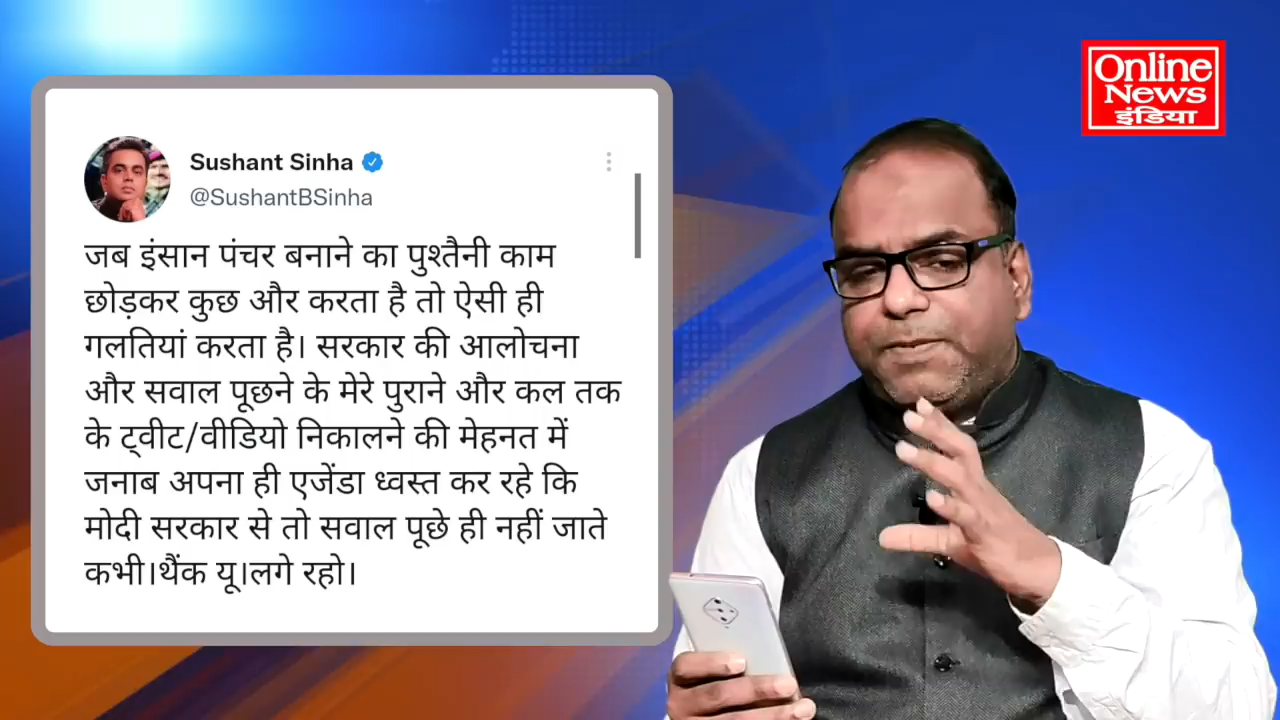 Sushant Sinha
@SushantBSinha
जब इंसान पंचर बनाने का पुश्तैनी काम
छोड़कर कुछ और करता है तो ऐसी ही
गलतियां करता है। सरकार की आलोचना
और सवाल पूछने के मेरे पुराने और कल तक
के ट्वीट/वीडियो निकालने की मेहनत में
जनाब अपना ही एजेंडा ध्वस्त कर रहे कि
मोदी सरकार से तो सवाल पूछे ही नहीं जाते
कभी।थैंक यू।लगे रहो।
Online
News
इंडिया